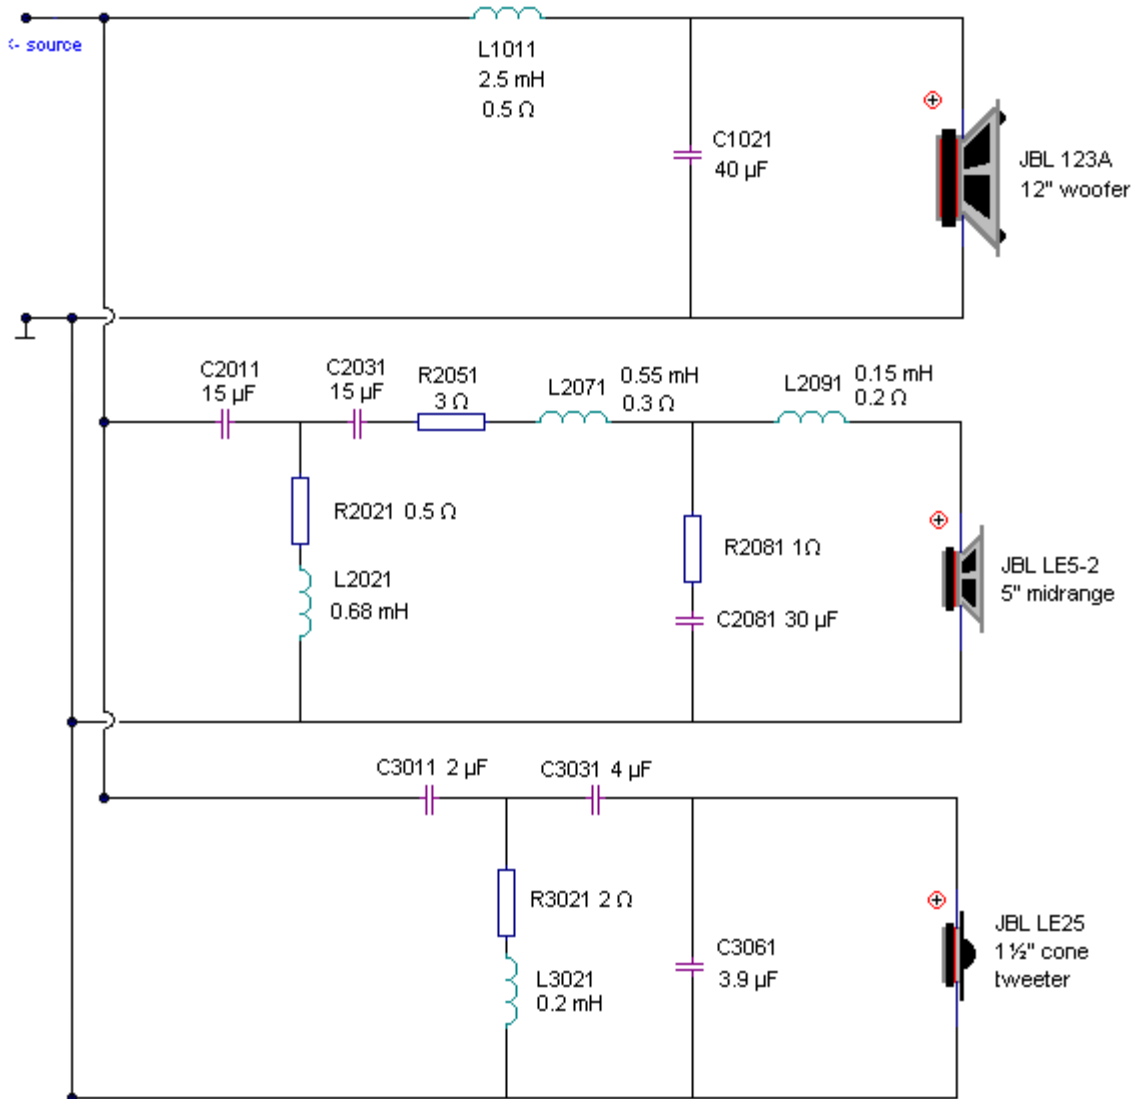 <- source
L1011
2.5 mH
0.5 Ω
C1021
40 µF
JBL 123A
12" woofer
C2011
15 µF
C2031
15 µF
R2051
3 Ω
L2071
0.55 mH
0.3 Ω
L2091
0.15 mH
0.2 Ω
R2021 0.5 Ω
L2021
0.68 mH
R2081 1Ω
C2081 30 µF
JBL LE5-2
5" midrange
C3011 2 µF
C3031 4 µF
R3021 2 Ω
L3021
0.2 mH
C3061
3.9 µF
JBL LE25
1 ½" cone
tweeter